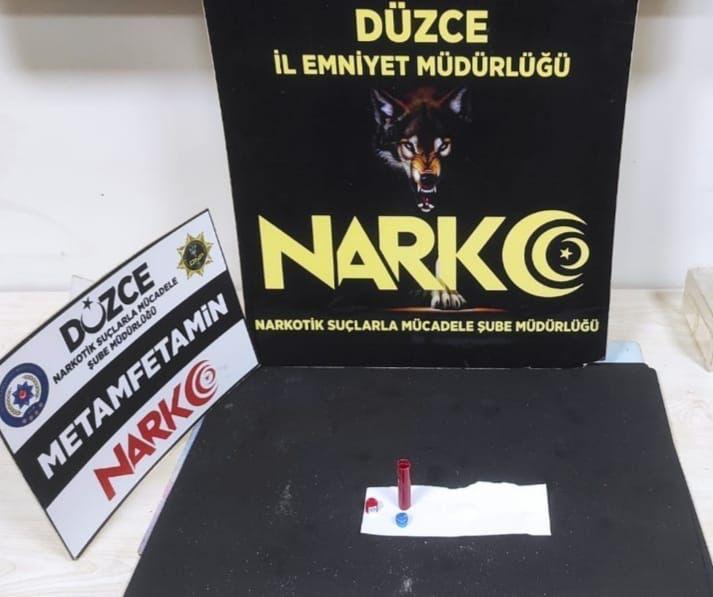 DÜZCE
İL EMNİYET MÜDÜRLÜĞÜ
NARKO
NARKOTİK SUÇLARLA MÜCADELE ŞUBE MÜDÜRLÜĞÜ
DÜZCE
NARKOTİK SUÇLARLA MÜCADELE
ŞUBE MÜDÜRLÜĞÜ
METAMFETAMİN
NARKO